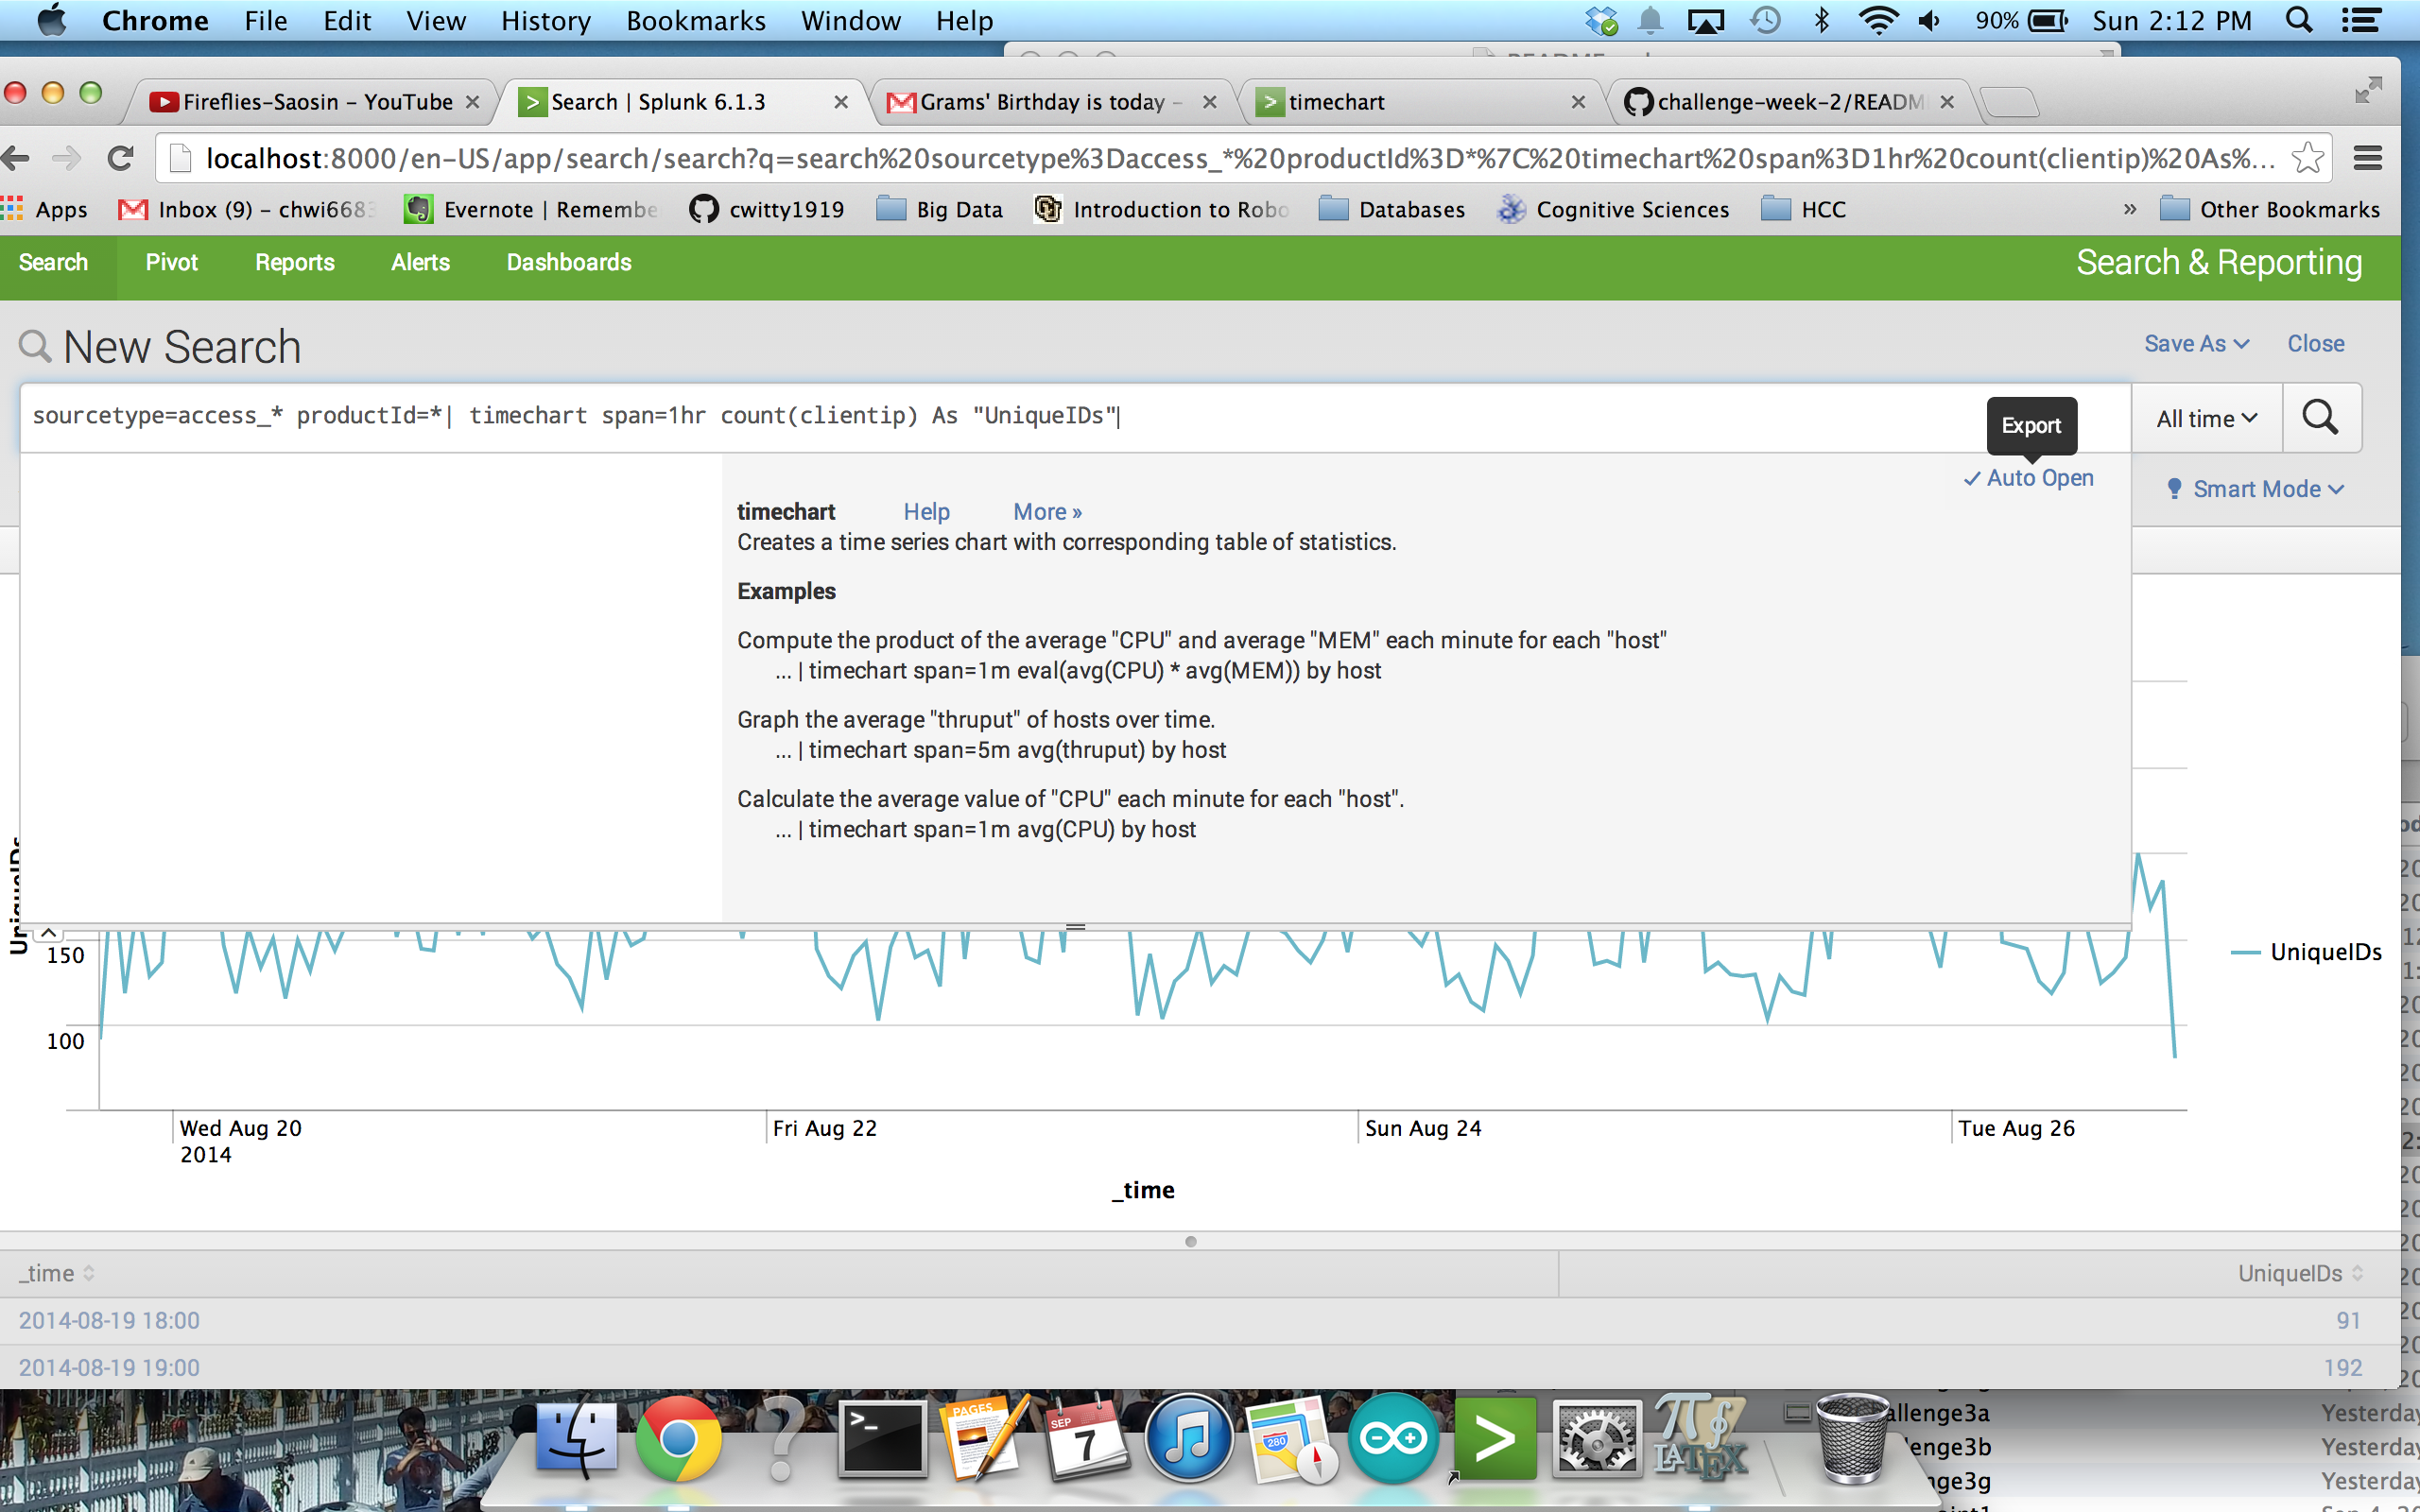 Chrome File Edit View History Bookmarks Window Help 90% Sun 2:12 PM
Fireflies-Saosin - YouTube Search | Splunk 6.1.3 Grams' Birthday is today - timechart challenge-week-2/READM
localhost:8000/en-US/app/search/search?q=search%20sourcetype%3Daccess_*%20productId%3D*%7C%20timechart%20span%3D1hr%20count(clientip)%20As%...
Apps Inbox (9) - chwi668 Evernote | Remembe cwitty1919 Big Data Introduction to Robo Databases Cognitive Sciences HCC » Other Bookmarks
Search Pivot Reports Alerts Dashboards Search & Reporting
New Search Save As Close
sourcetype=access_* productId=*| timechart span=1hr count(clientip) As "UniqueIDs" Export All time
Auto Open
Smart Mode
timechart Help More »
Creates a time series chart with corresponding table of statistics.
Examples
Compute the product of the average "CPU" and average "MEM" each minute for each "host"
... | timechart span=1m eval(avg(CPU) * avg(MEM)) by host
Graph the average "thruput" of hosts over time.
... | timechart span=5m avg(thruput) by host
Calculate the average value of "CPU" each minute for each "host".
... | timechart span=1m avg(CPU) by host
UniqueIDs
150
UniqueIDs
100
Wed Aug 20 Fri Aug 22 Sun Aug 24 Tue Aug 26
2014
_time
_time UniqueIDs
2014-08-19 18:00 91
2014-08-19 19:00 192
PAGES
SEP
7
280
LATEX
allenge3a Yesterday
lenge3b Yesterday
enge3g Yesterday